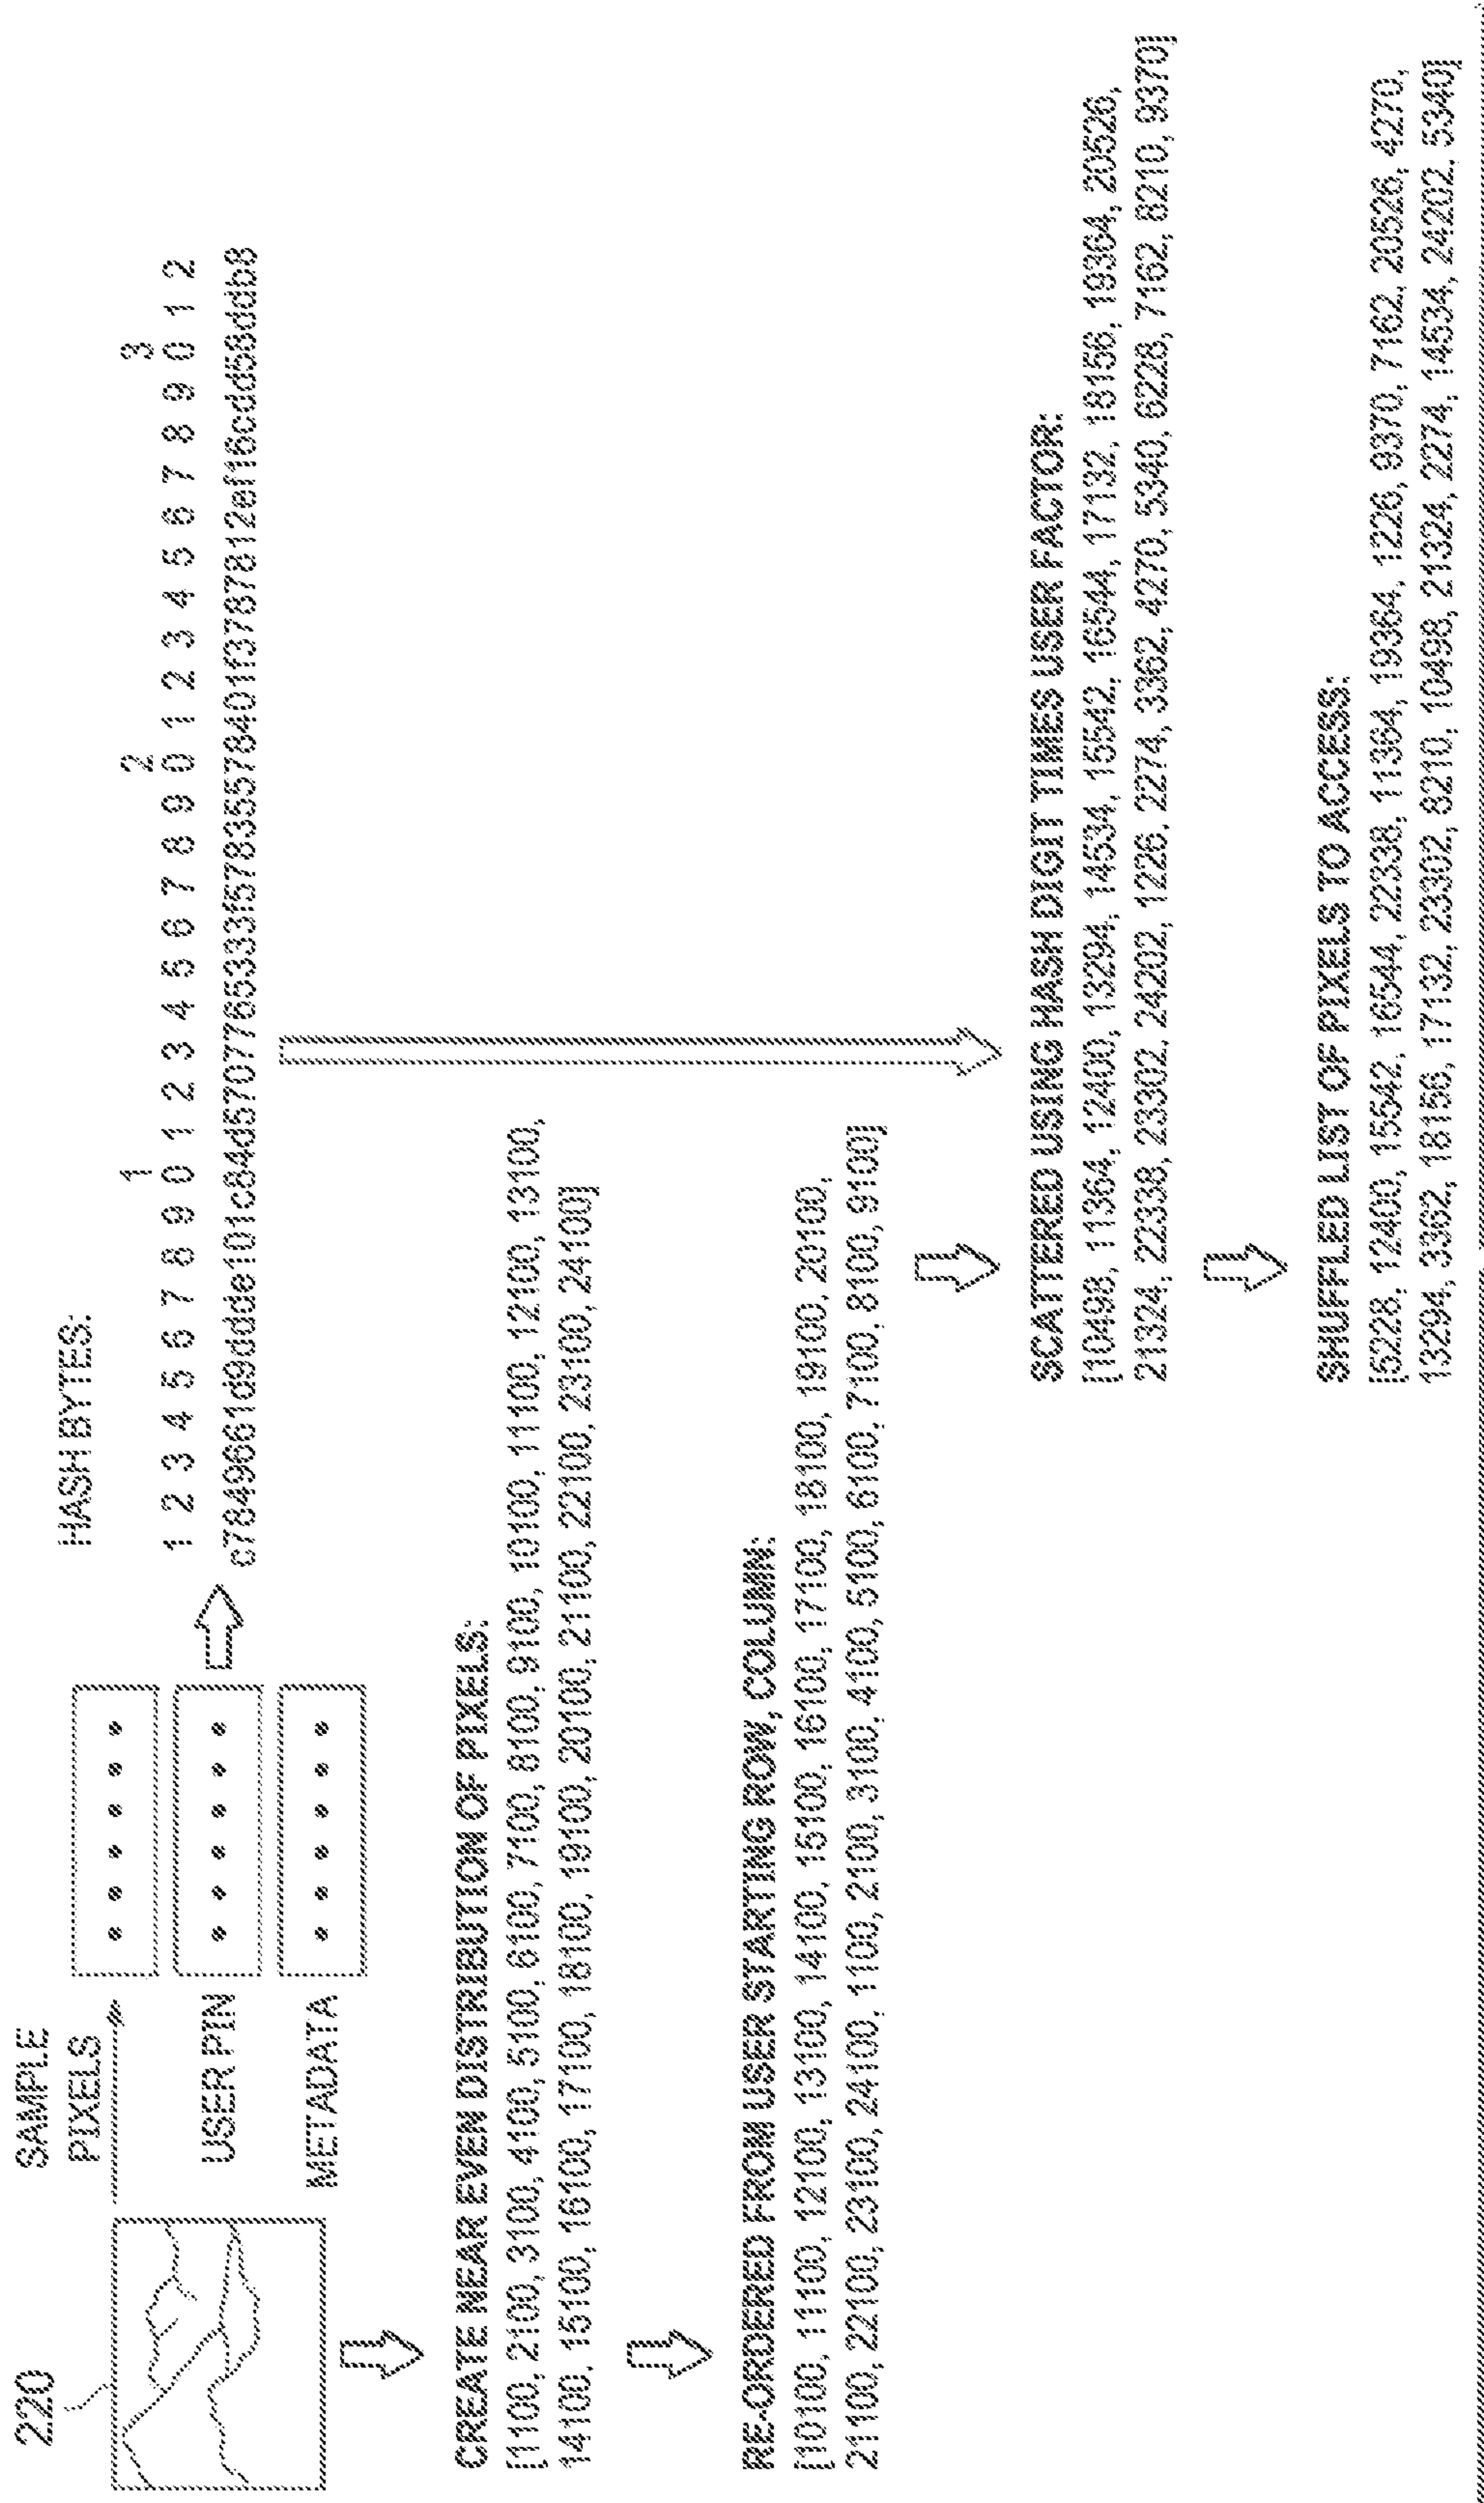 220
SAMPLE
PIXELS
USER PIN
METADATA
HASH BYTES:
1 2 3
1 2 3 4 5 6 7 8 9 0 1 2 3 4 5 6 7 8 9 0 1 2 3 4 5 6 7 8 9 0 1 2
c7849661d9ddde101c84d5707765333f57835578401f3787812ef16cdd58ddb8
CREATE NEAR EVEN DISTRIBUTION OF PIXELS:
[1100, 2100, 3100, 4100, 5100, 6100, 7100, 8100, 9100, 10100, 11100, 12100, 13100,
14100, 15100, 16100, 17100, 18100, 19100, 20100, 21100, 22100, 23100, 24100]
RE-ORDERED FROM USER STARTING ROW, COLUMN:
[10100, 11100, 12100, 13100, 14100, 15100, 16100, 17100, 18100, 19100, 20100,
21100, 22100, 23100, 24100, 1100, 2100, 3100, 4100, 5100, 6100, 7100, 8100, 9100]
SCATTERED USING HASH DIGIT TIMES USER FACTOR:
[10498, 11364, 12400, 13294, 14534, 15542, 16544, 17132, 18156, 19364, 20526,
21324, 22338, 23302, 24202, 1226, 2274, 3362, 4270, 5340, 6228, 7162, 8210, 9370]
SHUFFLED LIST OF PIXELS TO ACCESS:
[6228, 12400, 15542, 16544, 22338, 11364, 19364, 1226, 9370, 7162, 20526, 4270,
13294, 3362, 18156, 17132, 23302, 8210, 10498, 21324, 2274, 14534, 24202, 5340]